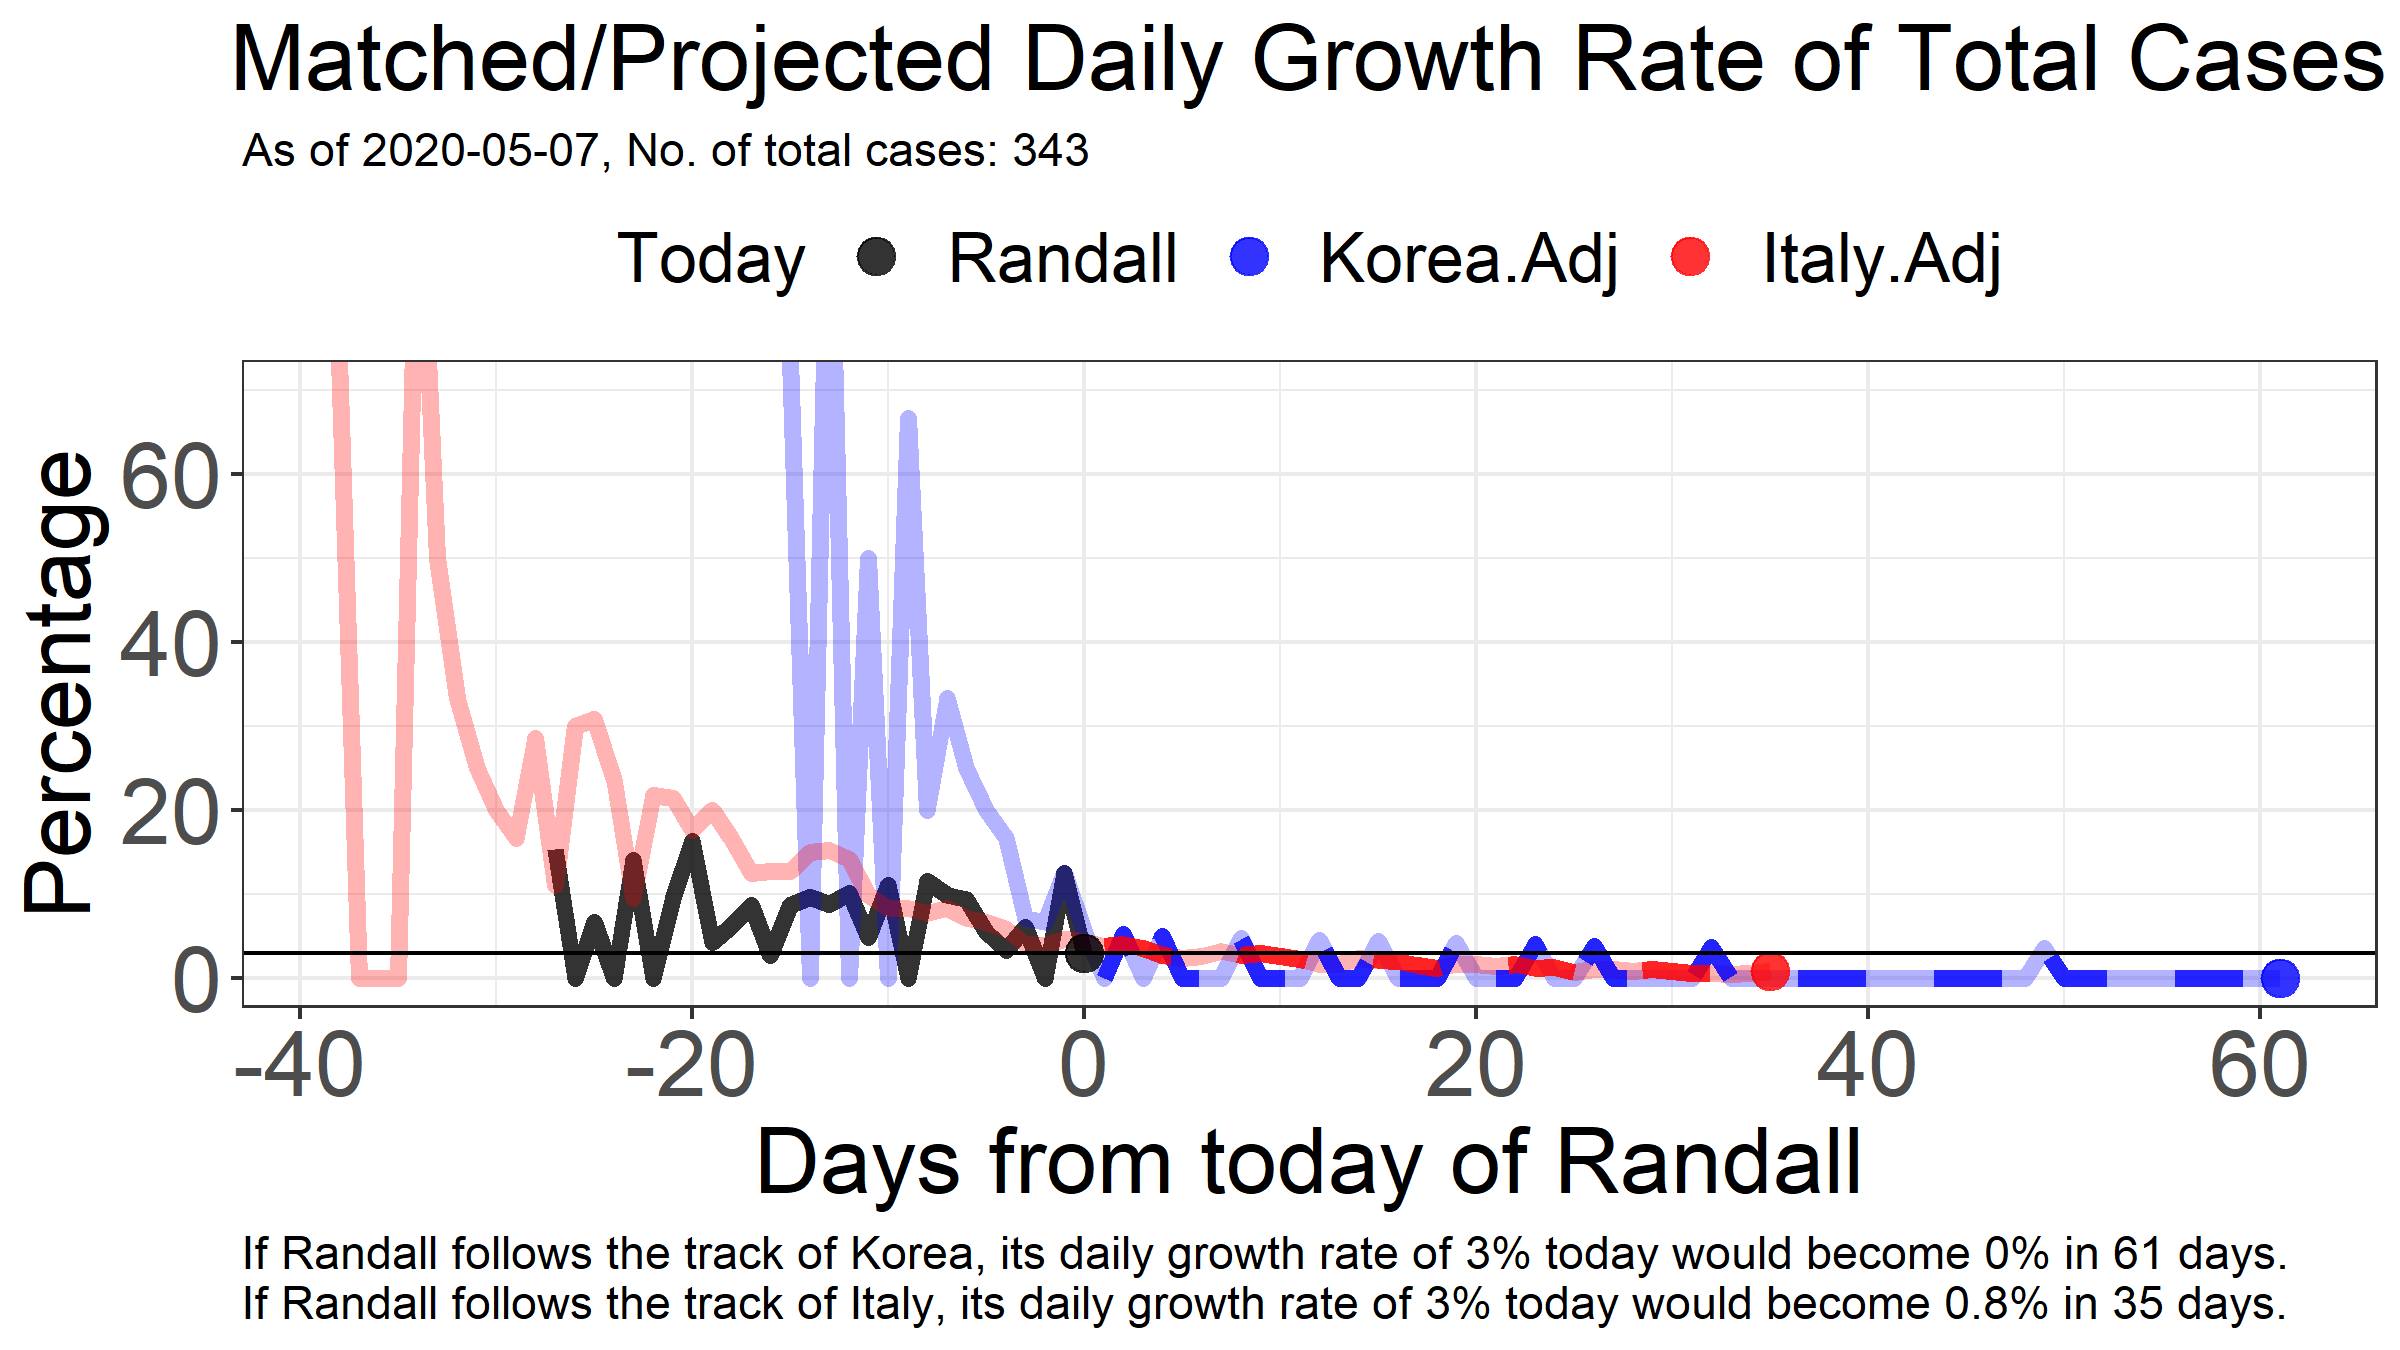 Matched/Projected Daily Growth Rate of Total Cases
As of 2020-05-07, No. of total cases: 343
Today Randall Korea.Adj Italy.Adj
Percentage
60
40
20
0
-40 -20 0 20 40 60
Days from today of Randall
If Randall follows the track of Korea, its daily growth rate of 3% today would become 0% in 61 days.
If Randall follows the track of Italy, its daily growth rate of 3% today would become 0.8% in 35 days.